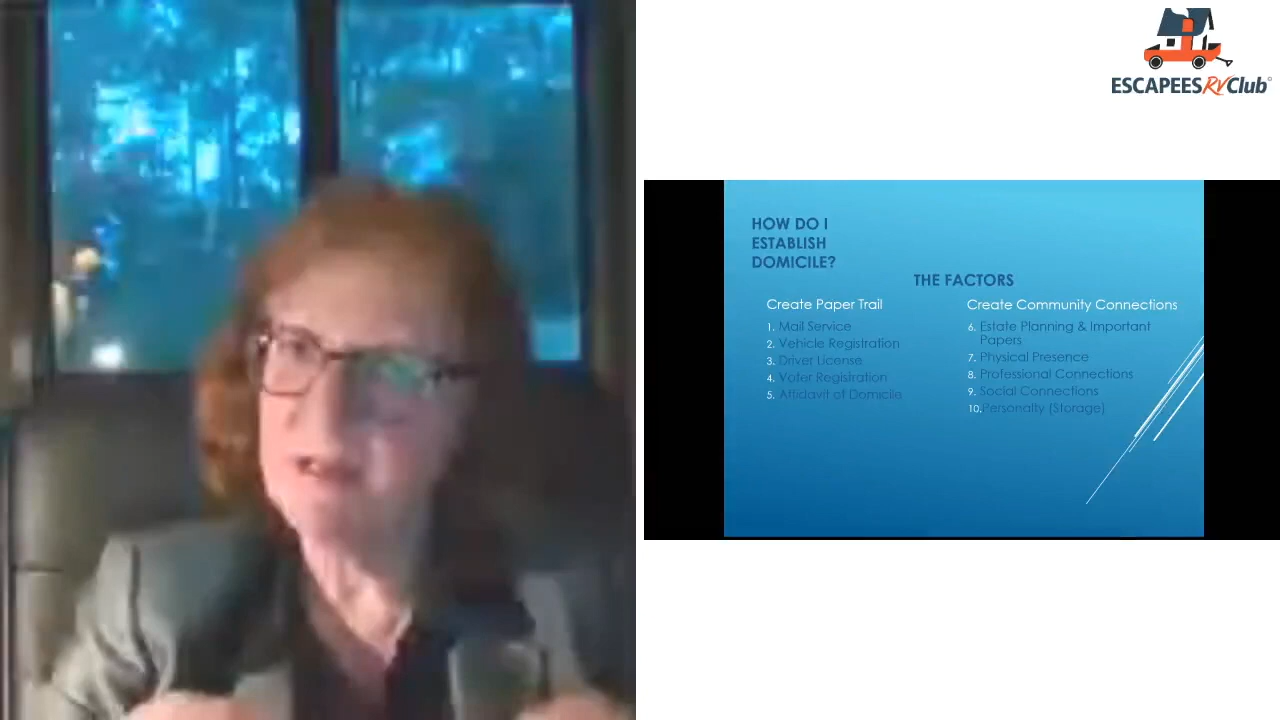 ESCAPEES RV Club
HOW DO I
ESTABLISH
DOMICILE?
THE FACTORS
Create Paper Trail
1. Mail Service
2. Vehicle Registration
3. Driver License
4. Voter Registration
5. Affidavit of Domicile
Create Community Connections
6. Estate Planning & Important
Papers
7. Physical Presence
8. Professional Connections
9. Social Connections
10. Personalty (Storage)